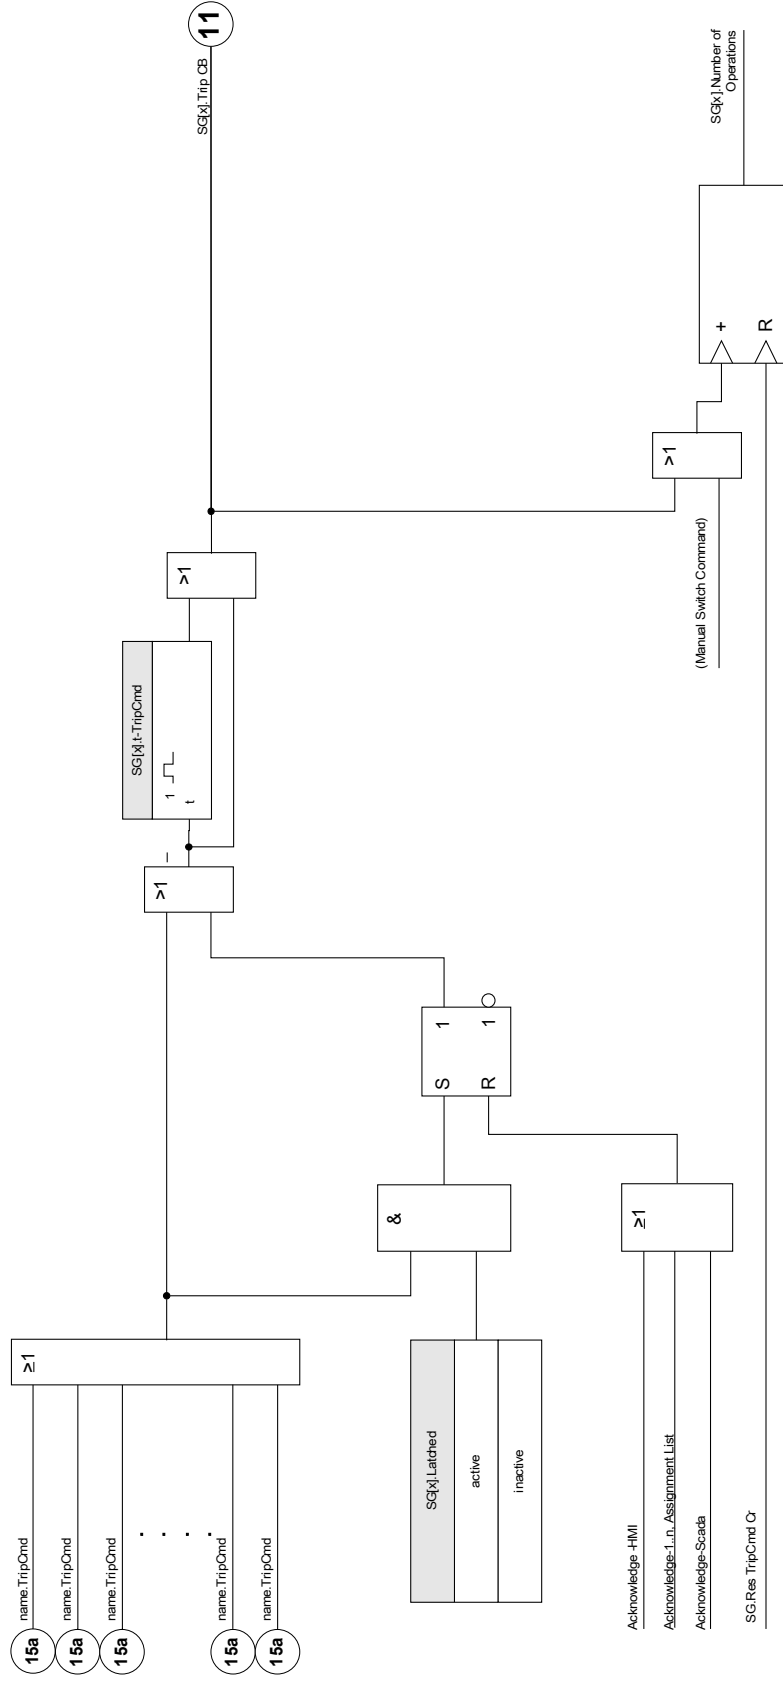 15a name.TripCmd
15a name.TripCmd
15a name.TripCmd
. . . .
15a name.TripCmd
15a name.TripCmd
≥1
>1
SG[x].t-TripCmd
1
t
>1
SG[x].Trip CB
11
&
S 1
R 1
SG[x].Latched
active
inactive
Acknowledge -HMI
Acknowledge-1..n, Assignment List
Acknowledge-Scada
≥1
(Manual Switch Command)
>1
SG.Res TripCmd Cr
+
R
SG[x].Number of
Operations